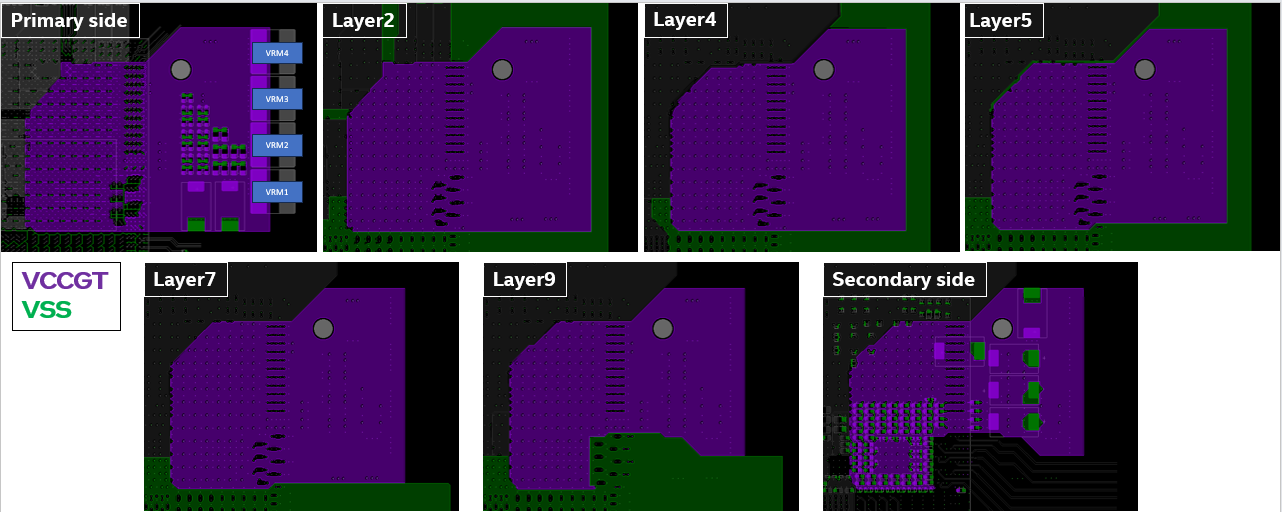 Primary side
Layer2
Layer4
Layer5
VRM4
VRM3
VRM2
VRM1
VCCGT
VSS
Layer7
Layer9
Secondary side